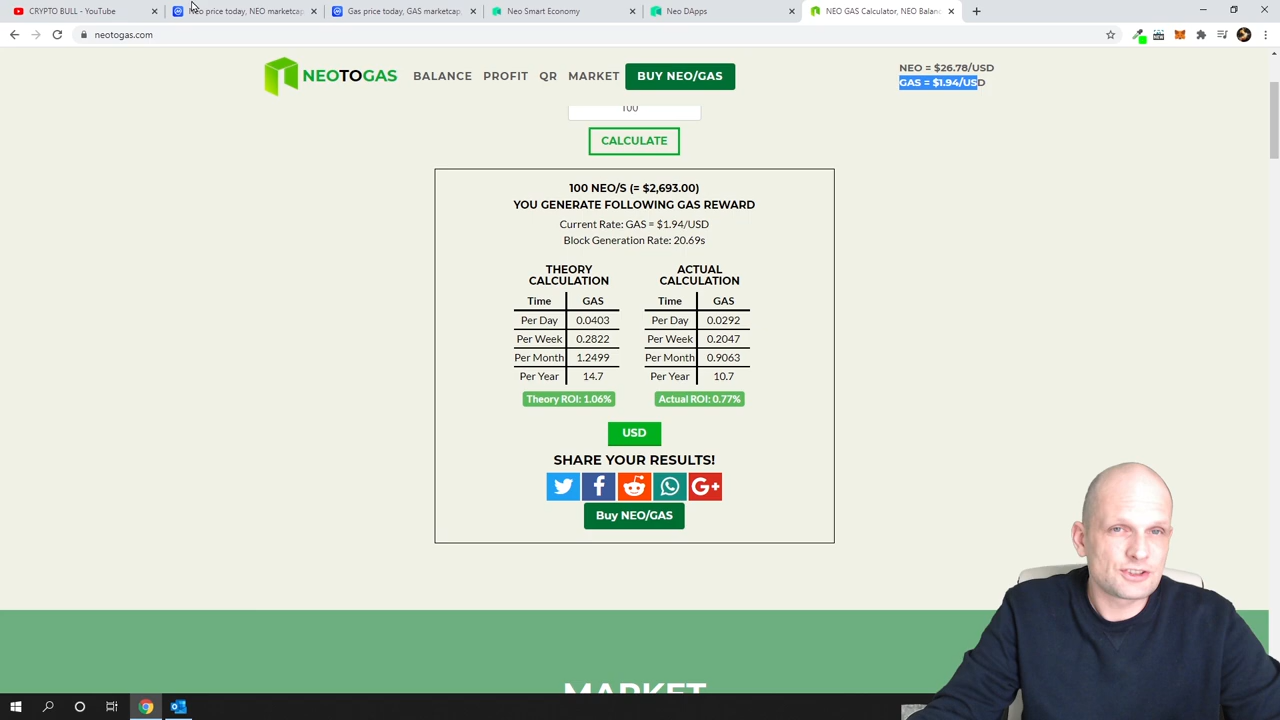 CRYPTO BULL - YouTube
Neo price today, NEO marketcap
Gas price today, GAS marketcap
Neo Smart Economy
Neo DApps
NEO GAS Calculator, NEO Balanc
neotogas.com
NEOTOGAS
BALANCE PROFIT QR MARKET BUY NEO/GAS
NEO = $26.78/USD
GAS = $1.94/USD
100
CALCULATE
100 NEO/S (= $2,693.00)
YOU GENERATE FOLLOWING GAS REWARD
Current Rate: GAS = $1.94/USD
Block Generation Rate: 20.69s
THEORY
CALCULATION
Time GAS
Per Day 0.0403
Per Week 0.2822
Per Month 1.2499
Per Year 14.7
Theory ROI: 1.06%
ACTUAL
CALCULATION
Time GAS
Per Day 0.0292
Per Week 0.2047
Per Month 0.9063
Per Year 10.7
Actual ROI: 0.77%
USD
SHARE YOUR RESULTS!
Buy NEO/GAS
MARKET